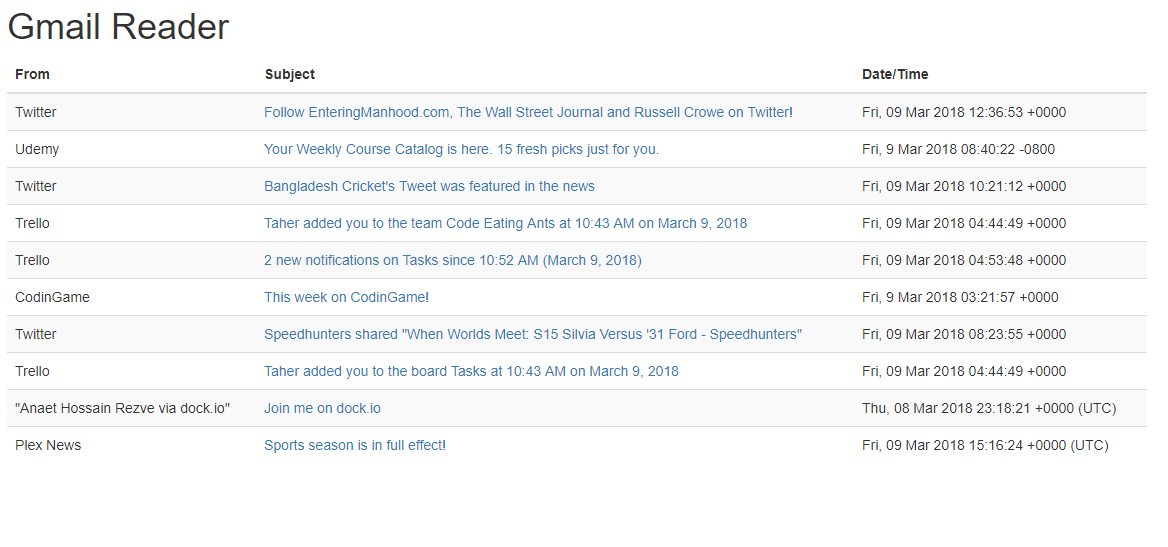 Gmail Reader
From Subject Date/Time
Twitter Follow EnteringManhood.com, The Wall Street Journal and Russell Crowe on Twitter! Fri, 09 Mar 2018 12:36:53 +0000
Udemy Your Weekly Course Catalog is here. 15 fresh picks just for you. Fri, 9 Mar 2018 08:40:22 -0800
Twitter Bangladesh Cricket's Tweet was featured in the news Fri, 09 Mar 2018 10:21:12 +0000
Trello Taher added you to the team Code Eating Ants at 10:43 AM on March 9, 2018 Fri, 09 Mar 2018 04:44:49 +0000
Trello 2 new notifications on Tasks since 10:52 AM (March 9, 2018) Fri, 09 Mar 2018 04:53:48 +0000
CodinGame This week on CodinGame! Fri, 9 Mar 2018 03:21:57 +0000
Twitter Speedhunters shared "When Worlds Meet: S15 Silvia Versus '31 Ford - Speedhunters" Fri, 09 Mar 2018 08:23:55 +0000
Trello Taher added you to the board Tasks at 10:43 AM on March 9, 2018 Fri, 09 Mar 2018 04:44:49 +0000
"Anaet Hossain Rezve via dock.io" Join me on dock.io Thu, 08 Mar 2018 23:18:21 +0000 (UTC)
Plex News Sports season is in full effect! Fri, 09 Mar 2018 15:16:24 +0000 (UTC)